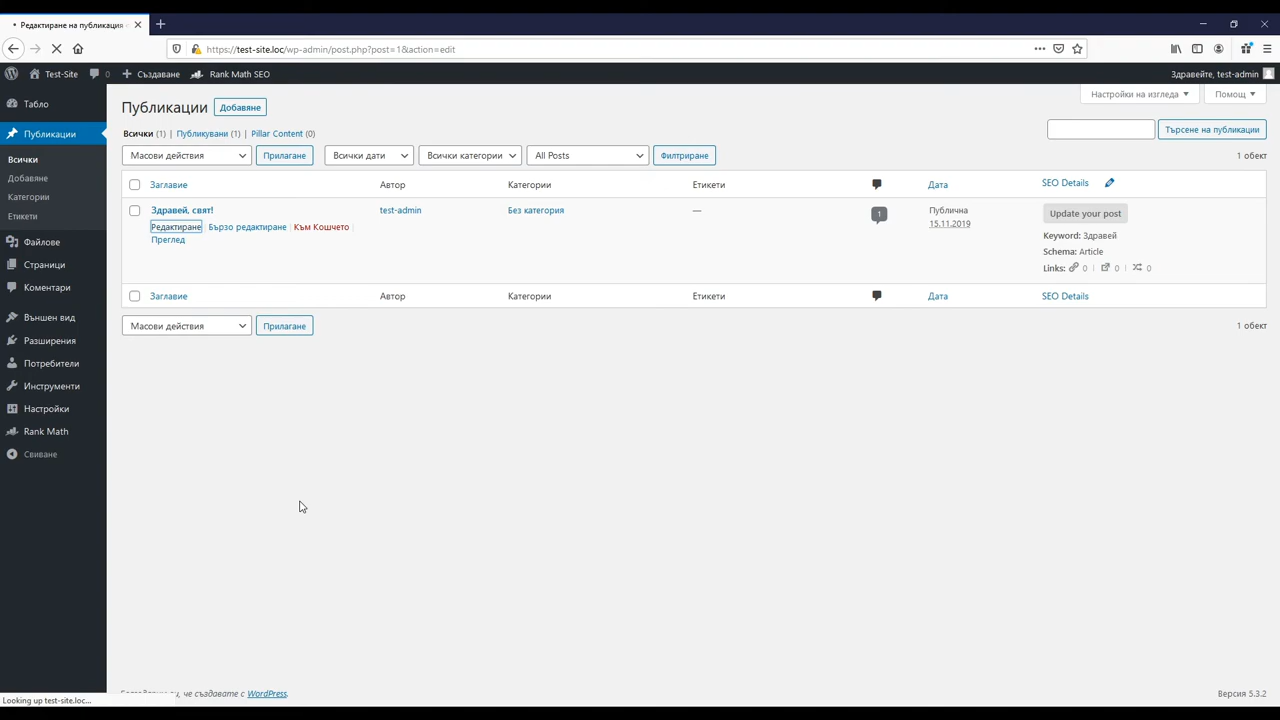 Редактиране на публикация
https://test-site.loc/wp-admin/post.php?post=1&action=edit
Test-Site 0 Създаване Rank Math SEO Здравейте, test-admin
Табло
Публикации
Всички
Добавяне
Категории
Етикети
Файлове
Страници
Коментари
Външен вид
Разширения
Потребители
Инструменти
Настройки
Rank Math
Свиване
Настройки на изгледа Помощ
Публикации Добавяне
Всички (1) | Публикувани (1) | Pillar Content (0)
Търсене на публикации
Масови действия Прилагане Всички дати Всички категории All Posts Филтриране 1 обект
Заглавие Автор Категории Етикети Дата SEO Details
Здравей, свят! test-admin Без категория — 1 Публична Update your post
Редактиране | Бързо редактиране | Към Кошчето | 15.11.2019 Keyword: Здравей
Преглед Schema: Article
Links: 0 | 0 | 0
Заглавие Автор Категории Етикети Дата SEO Details
Масови действия Прилагане 1 обект
че създавате с WordPress. Версия 5.3.2
Looking up test-site.loc...